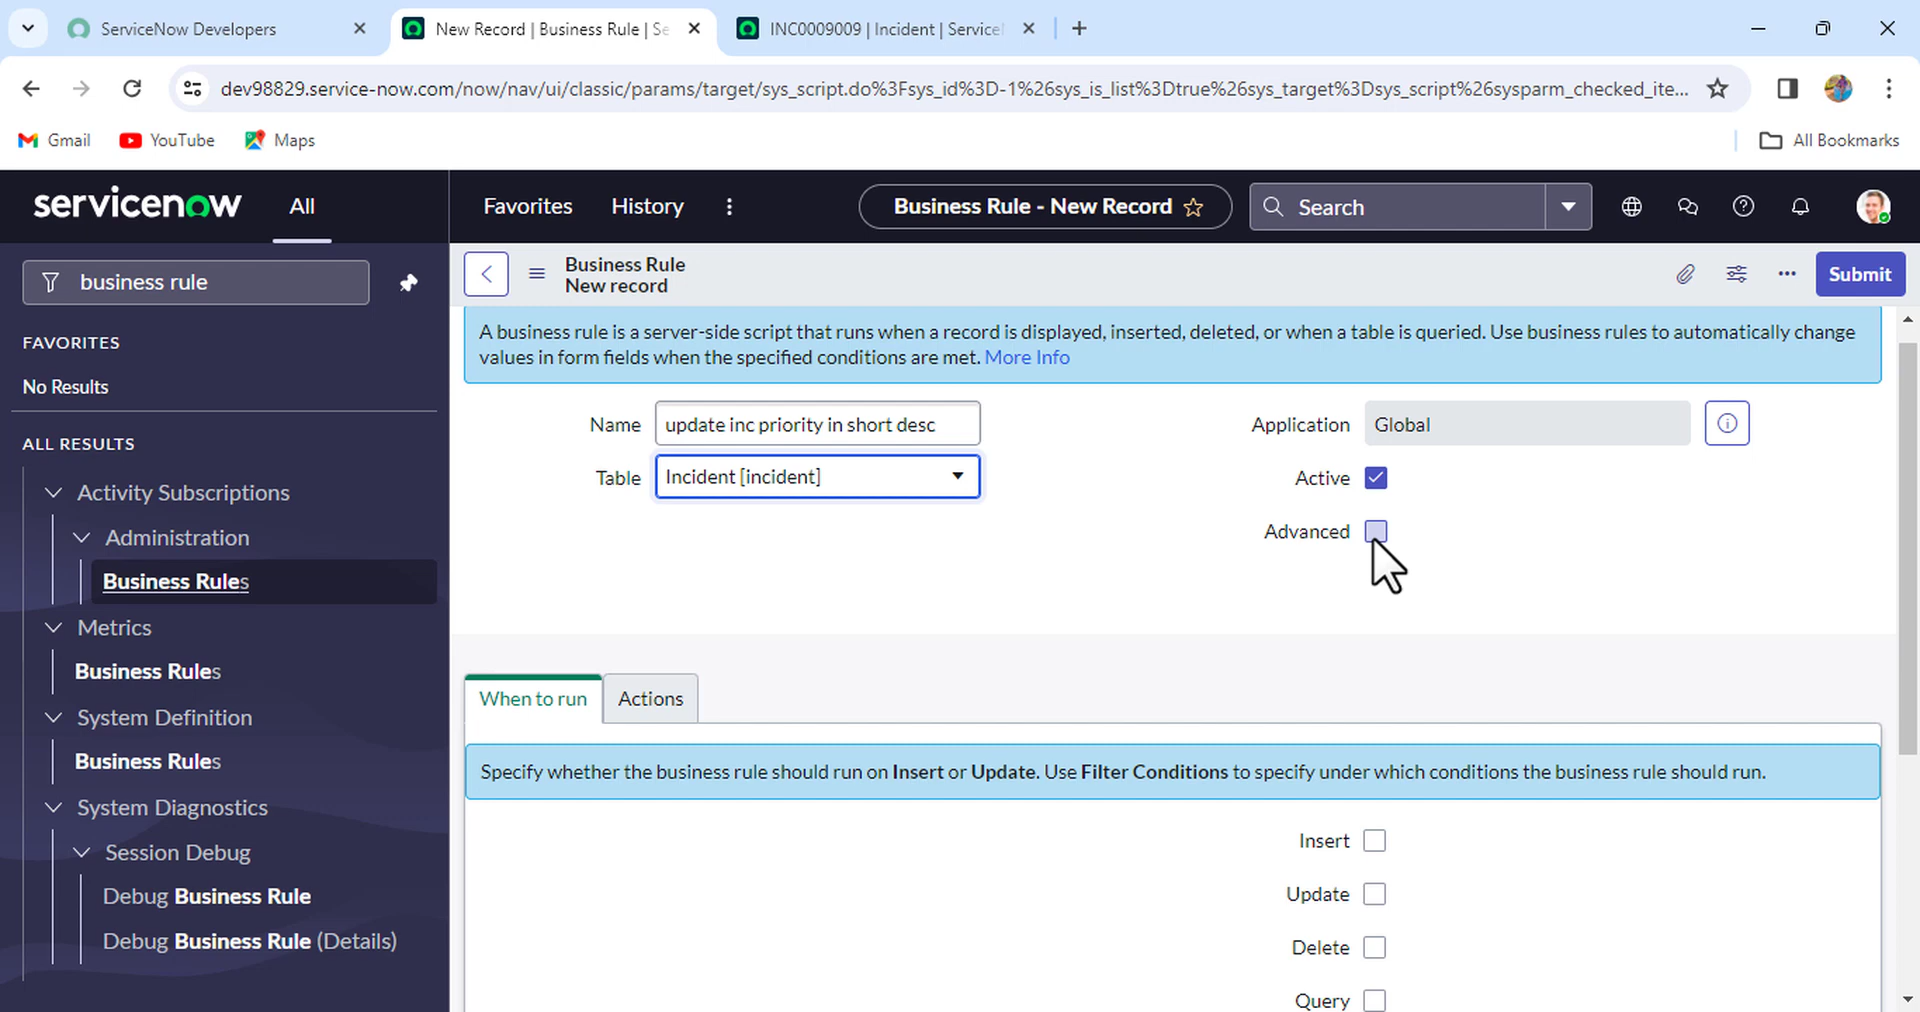 ServiceNow Developers
New Record | Business Rule | Se
INC0009009 | Incident | Service
dev98829.service-now.com/now/nav/ui/classic/params/target/sys_script.do%3Fsys_id%3D-1%26sys_is_list%3Dtrue%26sys_target%3Dsys_script%26sysparm_checked_ite...
Gmail
YouTube
Maps
All Bookmarks
servicenow
All
Favorites
History
Business Rule - New Record
Search
business rule
Business Rule
New record
Submit
FAVORITES
No Results
ALL RESULTS
Activity Subscriptions
Administration
Business Rules
Metrics
Business Rules
System Definition
Business Rules
System Diagnostics
Session Debug
Debug Business Rule
Debug Business Rule (Details)
A business rule is a server-side script that runs when a record is displayed, inserted, deleted, or when a table is queried. Use business rules to automatically change
values in form fields when the specified conditions are met. More Info
Name update inc priority in short desc
Application Global
Table Incident [incident]
Active
Advanced
When to run
Actions
Specify whether the business rule should run on Insert or Update. Use Filter Conditions to specify under which conditions the business rule should run.
Insert
Update
Delete
Query